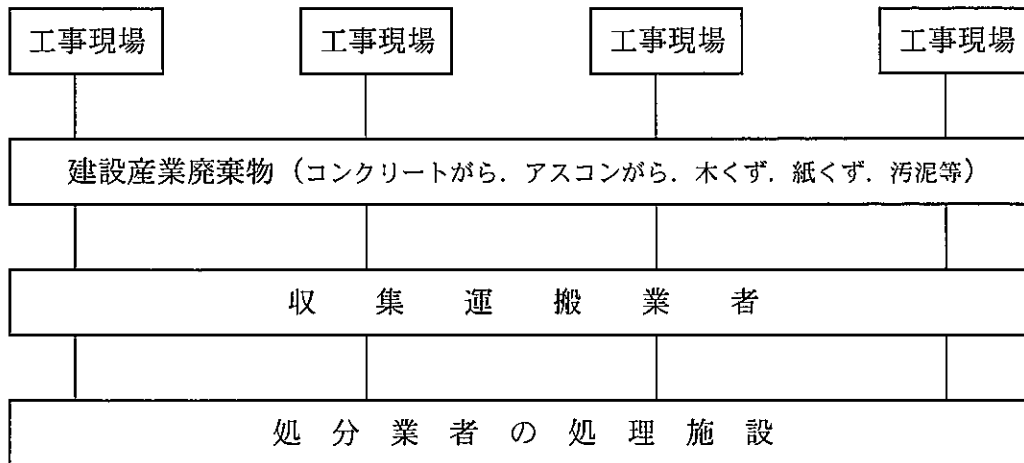 工事現場 工事現場 工事現場 工事現場
建設産業廃棄物（コンクリートがら．アスコンがら．木くず．紙くず．汚泥等）
収集運搬業者
処分業者の処理施設